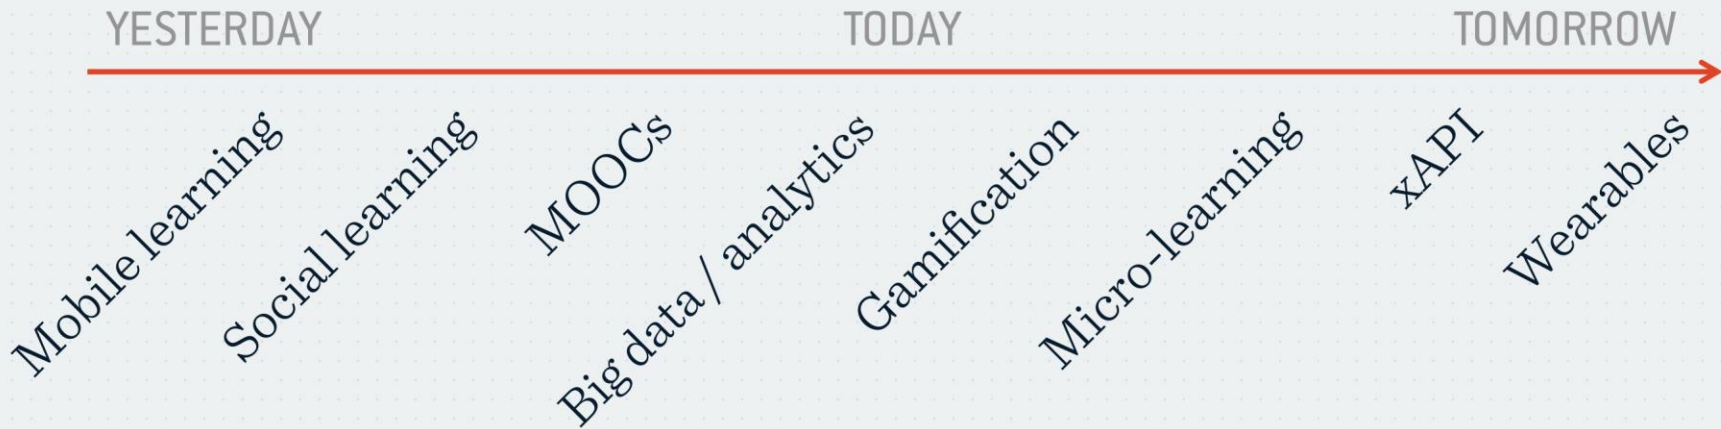 YESTERDAY
TODAY
TOMORROW
Mobile learning
Social learning
MOOCs
Big data / analytics
Gamification
Micro-learning
xAPI
Wearables